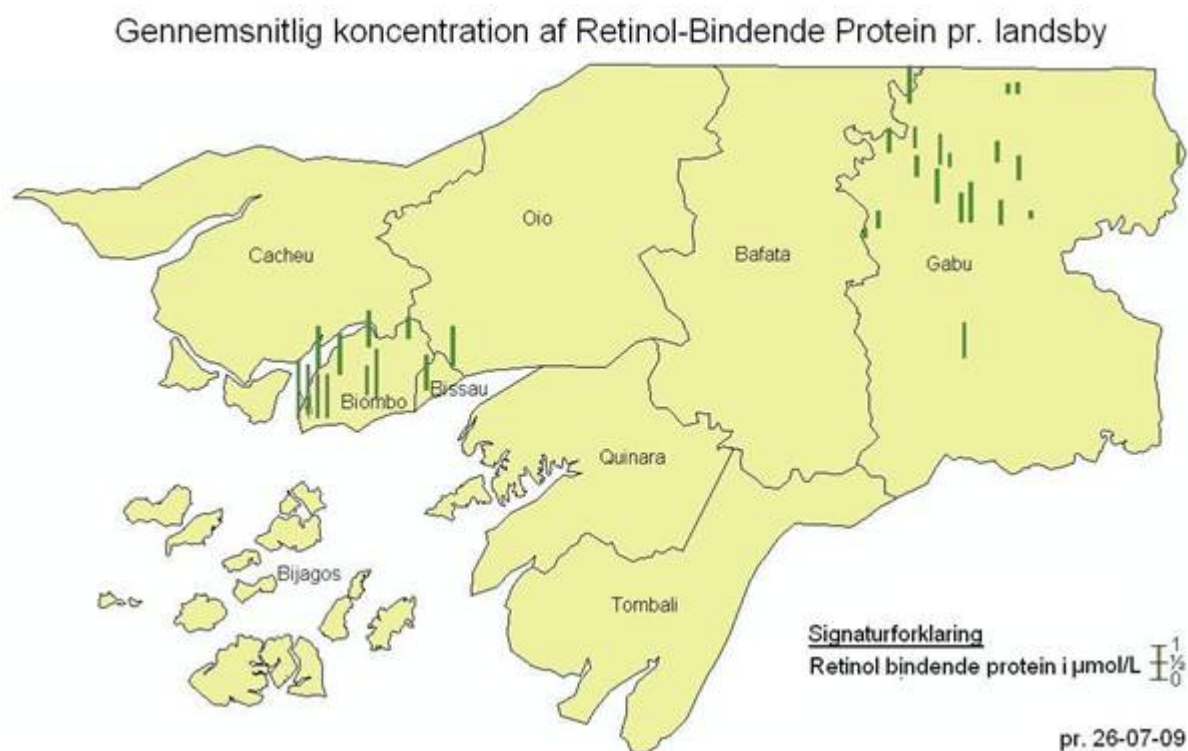 Gennemsnitlig koncentration af Retinol-Bindende Protein pr. landsby
Oio
Cacheu
Bafata
Gabu
Biombo
Bissau
Quinara
Bijagos
Tombali
Signaturforklaring
Retinol bindende protein i µmol/L
1
½
0
pr. 26-07-09